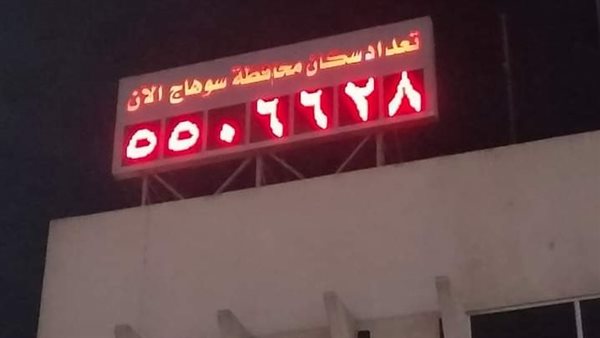 تعداد سكان محافظة سوهاج الان
٥٥٠٦٦٢٨